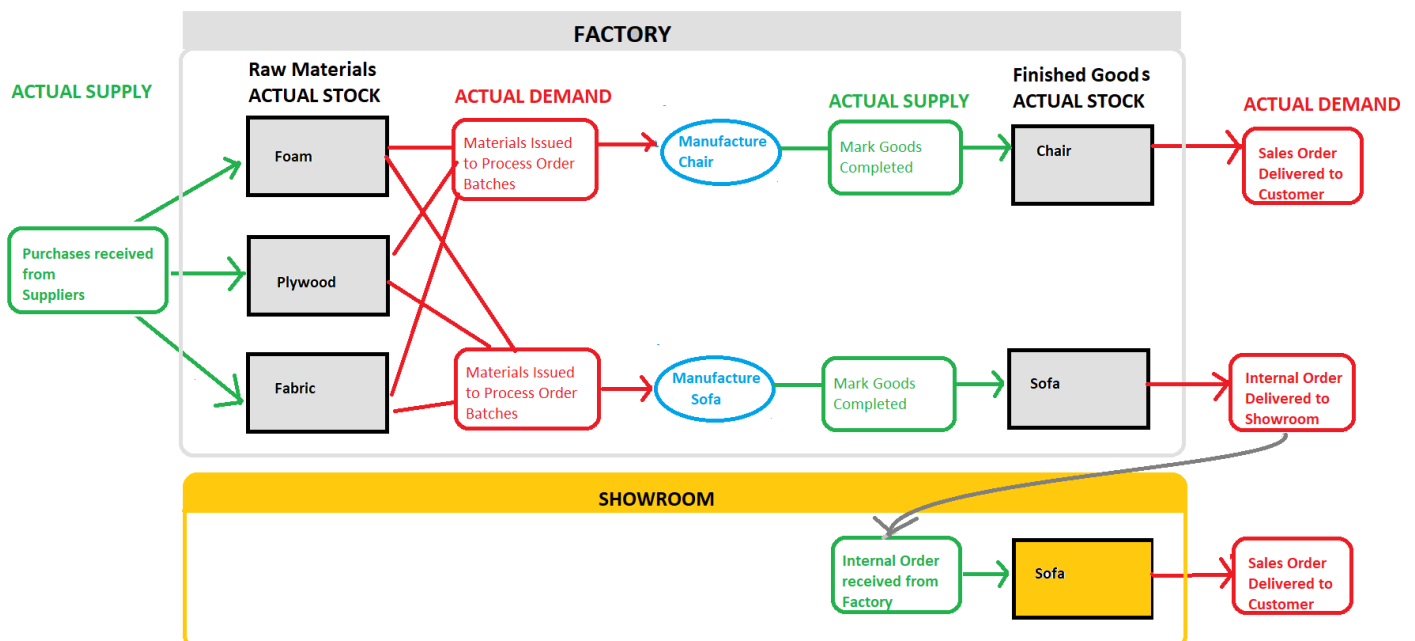 FACTORY
ACTUAL SUPPLY
Raw Materials
ACTUAL STOCK
ACTUAL DEMAND
ACTUAL SUPPLY
Finished Goods
ACTUAL STOCK
ACTUAL DEMAND
Foam
Materials Issued
to Process Order
Batches
Manufacture
Chair
Mark Goods
Completed
Chair
Sales Order
Delivered to
Customer
Purchases received
from
Suppliers
Plywood
Fabric
Materials Issued
to Process Order
Batches
Manufacture
Sofa
Mark Goods
Completed
Sofa
Internal Order
Delivered to
Showroom
SHOWROOM
Internal Order
received from
Factory
Sofa
Sales Order
Delivered to
Customer